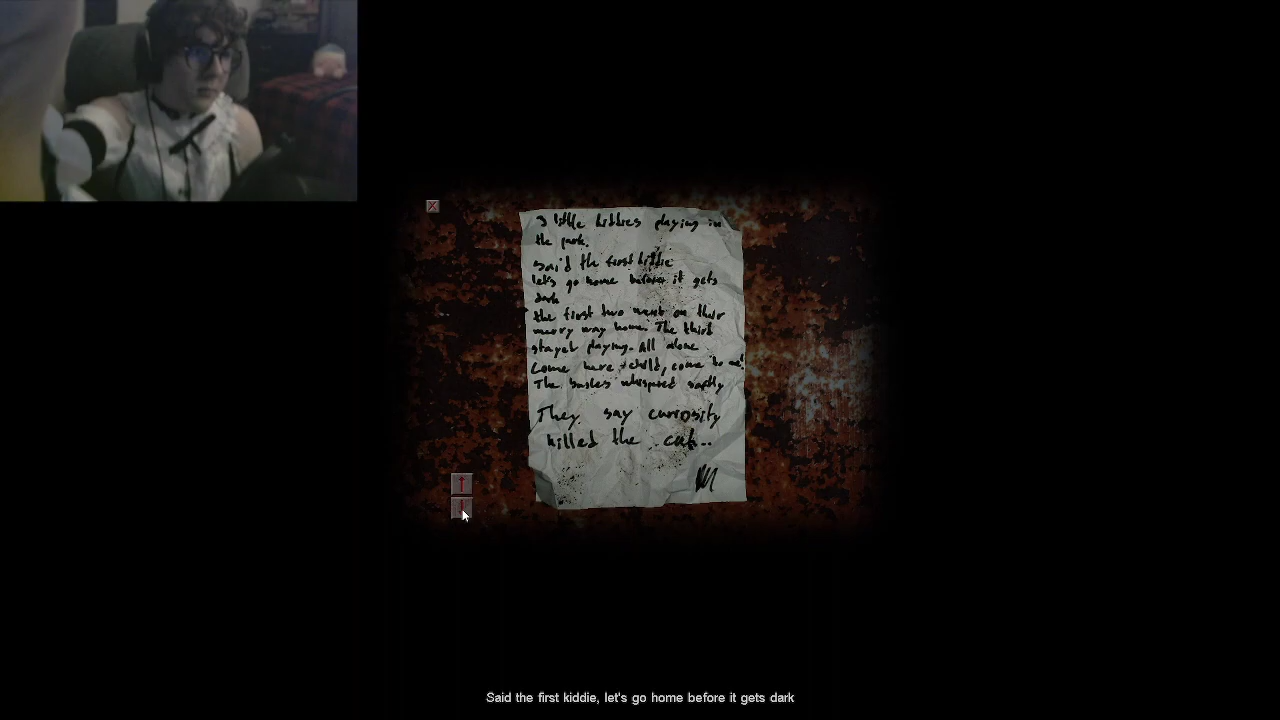 3 little kiddies playing in
the park.
Said the first kiddie
let's go home before it gets
dark
the first two went on their
merry way home. The third
stayed playing. All alone
Come here child, come to me!
The bushes whispered softly
They say curiosity
killed the cat...
X
Said the first kiddie, let's go home before it gets dark